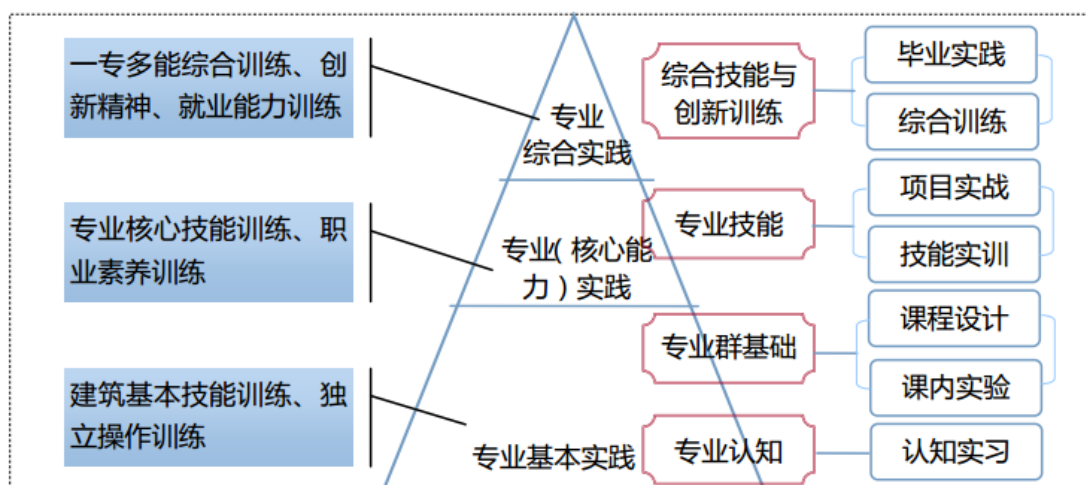 一专多能综合训练、创
新精神、就业能力训练
专业
综合实践
综合技能与
创新训练
毕业实践
综合训练
专业核心技能训练、职
业素养训练
专业（核心能
力）实践
专业技能
项目实战
技能实训
专业群基础
课程设计
课内实验
建筑基本技能训练、独
立操作训练
专业基本实践
专业认知
认知实习